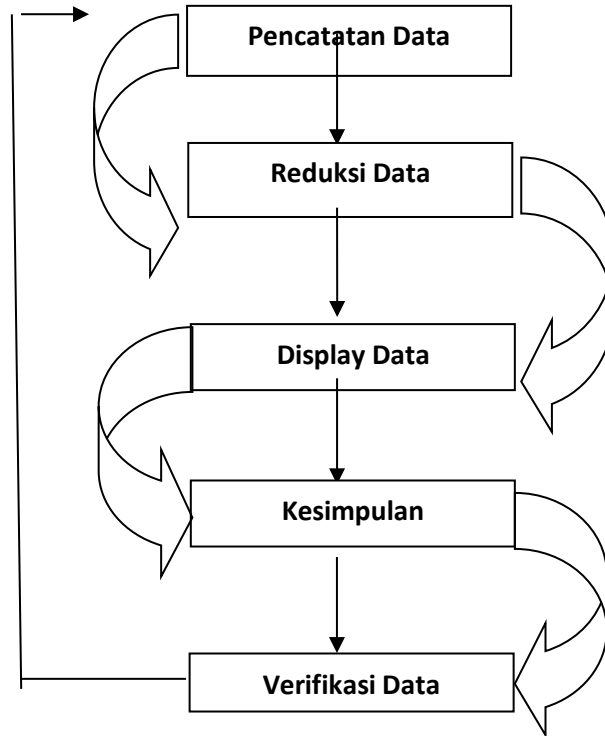 Pencatatan Data
Reduksi Data
Display Data
Kesimpulan
Verifikasi Data